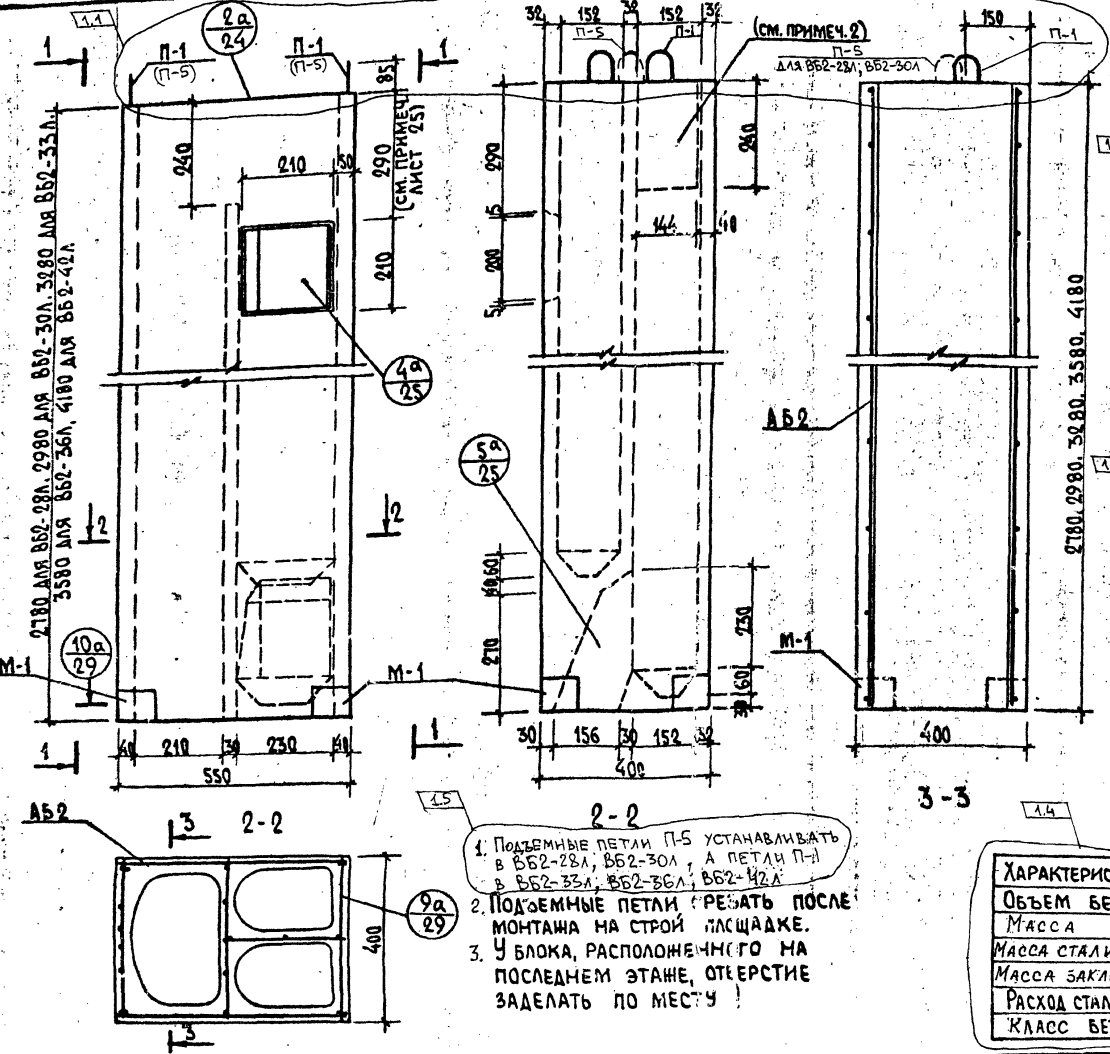 1.1
2а
24
П-1
(П-5)
П-1
(П-5)
1
1
85
240
210
50
290
(СМ. ПРИМЕЧ.
ЛИСТ 25)
210
4а
25
2780 ДЛЯ ВБ2-28Л, 2980 ДЛЯ ВБ2-30Л, 3280 ДЛЯ ВБ2-33Л,
3580 ДЛЯ ВБ2-36Л, 4180 ДЛЯ ВБ2-42Л
2
2
10а
29
М-1
М-1
1
1
40
210
30
230
40
550
32
152
32
152
32
П-5
П-1
(СМ. ПРИМЕЧ. 2)
П-5
ДЛЯ ВБ2-28Л; ВБ2-30Л
150
П-1
290
5
200
5
240
144
40
5а
25
60
40
270
230
60
30
30
156
30
152
32
400
АБ2
М-1
2780, 2980, 3280, 3580, 4180
400
АБ2
3
2-2
9а
29
400
3
1.5
2-2
3-3
1.4
1. ПОДЪЕМНЫЕ ПЕТЛИ П-5 УСТАНАВЛИВАТЬ
В ВБ2-28Л; ВБ2-30Л, А ПЕТЛИ П-1
В ВБ2-33Л; ВБ2-36Л; ВБ2-42Л
2. ПОДЪЕМНЫЕ ПЕТЛИ СРЕЗАТЬ ПОСЛЕ
МОНТАЖА НА СТРОЙ ПЛОЩАДКЕ.
3. У БЛОКА, РАСПОЛОЖЕННОГО НА
ПОСЛЕДНЕМ ЭТАЖЕ, ОТВЕРСТИЕ
ЗАДЕЛАТЬ ПО МЕСТУ
ХАРАКТЕРИС
ОБЪЕМ БЕ
МАССА
МАССА СТАЛИ
МАССА ЗАКЛ
РАСХОД СТАЛ
КЛАСС БЕ